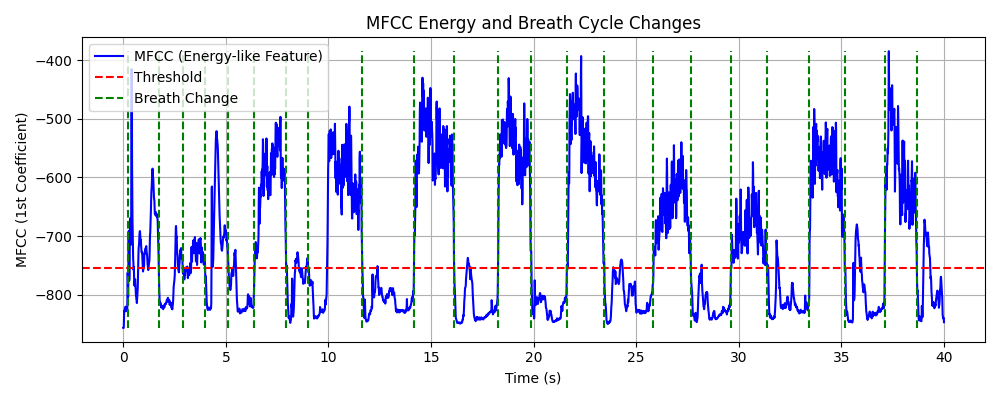 MFCC Energy and Breath Cycle Changes
MFCC (Energy-like Feature)
Threshold
Breath Change
MFCC (1st Coefficient)
−400
−500
−600
−700
−800
0 5 10 15 20 25 30 35 40
Time (s)